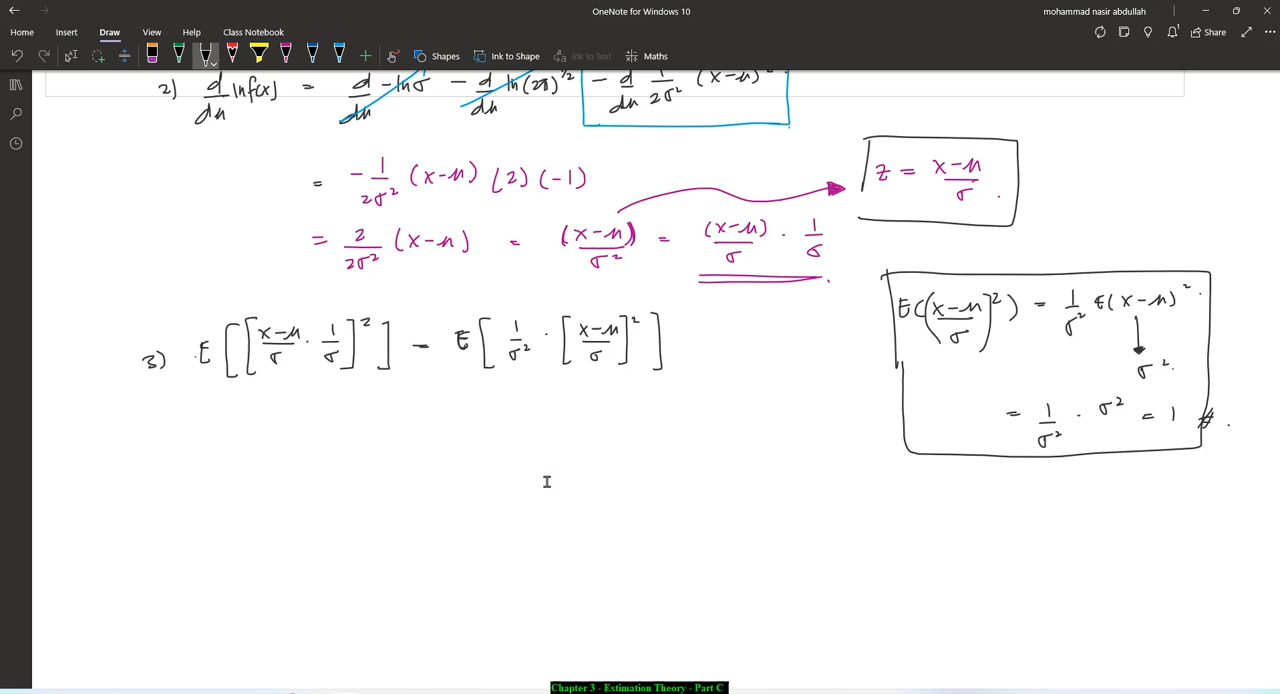 OneNote for Windows 10
mohammad nasir abdullah
Home Insert Draw View Help Class Notebook
Share
Shapes Ink to Shape Ink to Text Maths
2) d/dμ ln f(x) = d/dμ -lnσ - d/dμ ln(2π)^1/2 - d/dμ 1/2σ² (x-μ)²
= -1/2σ² (x-μ) (2) (-1)
z = x-μ/σ .
= 2/2σ² (x-μ) = (x-μ)/σ² = (x-μ)/σ · 1/σ .
E((x-μ/σ)²) = 1/σ² E(x-μ)² .
σ² .
= 1/σ² · σ² = 1 # .
3) E[[x-μ/σ · 1/σ]²] = E[1/σ² · [x-μ/σ]²]
Chapter 3 - Estimation Theory - Part C